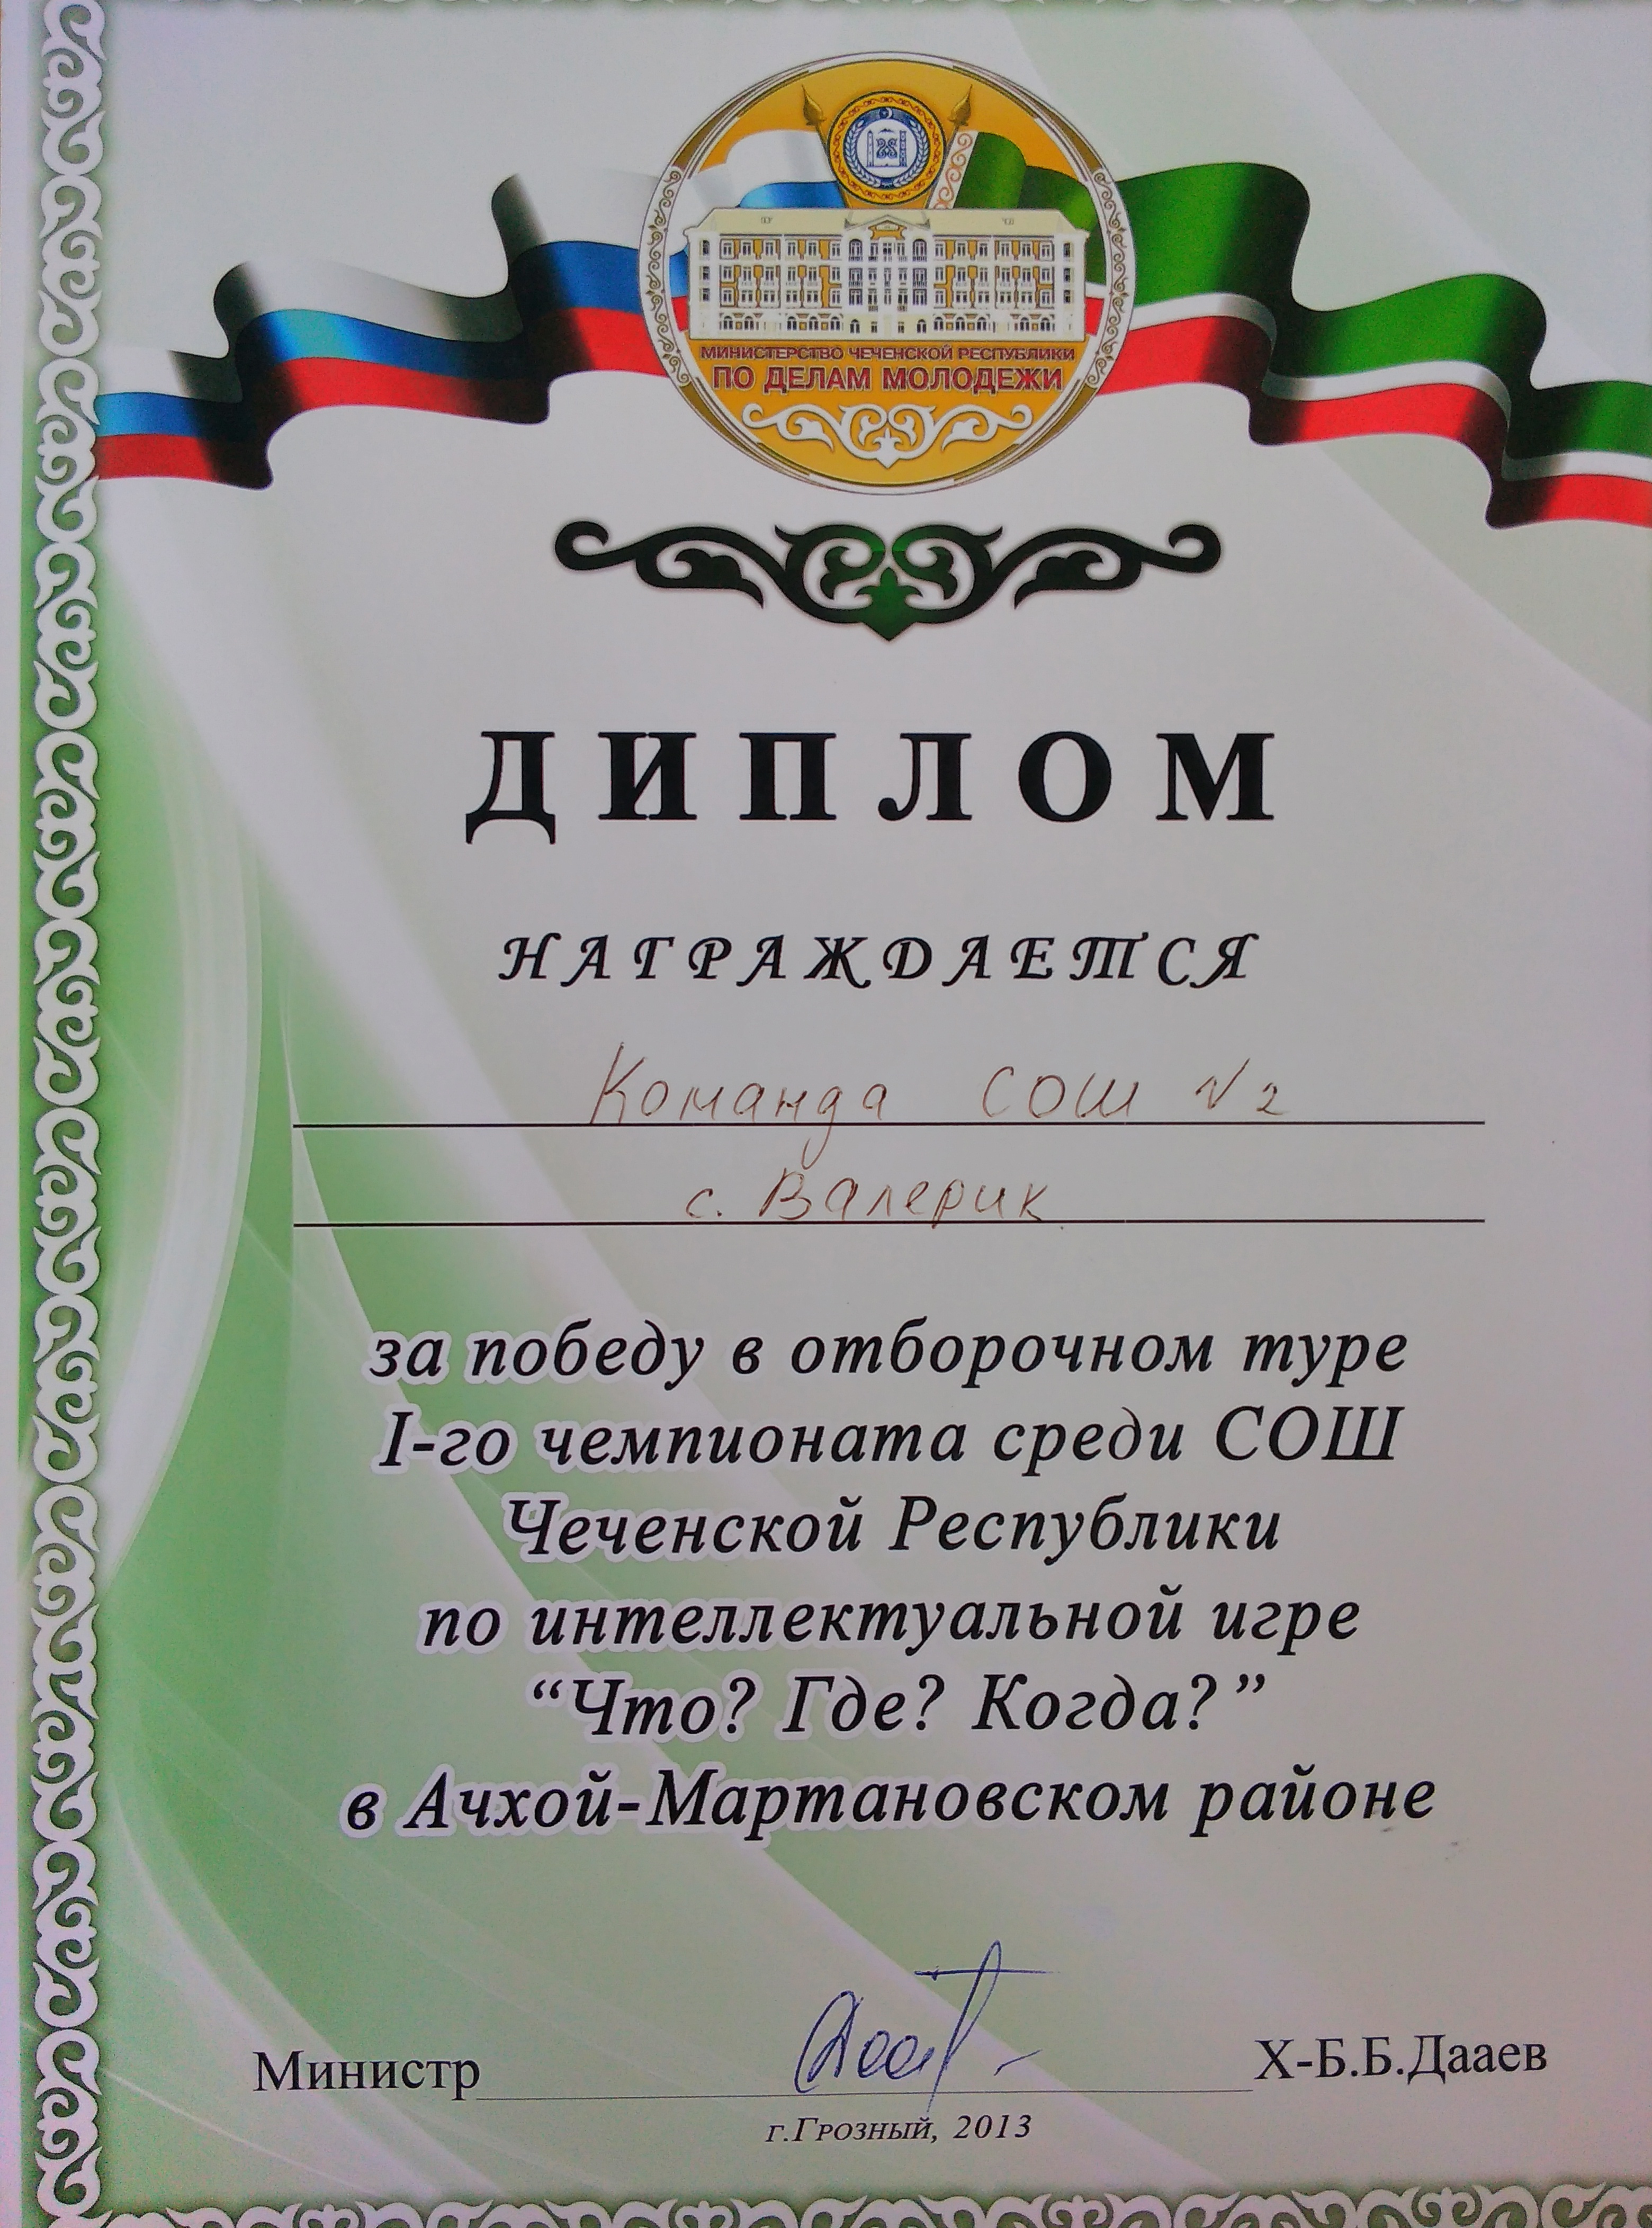 МИНИСТЕРСТВО ЧЕЧЕНСКОЙ РЕСПУБЛИКИ
ПО ДЕЛАМ МОЛОДЕЖИ
ДИПЛОМ
НАГРАЖДАЕТСЯ
Команда СОШ №2
с. Валерик
за победу в отборочном туре
I-го чемпионата среди СОШ
Чеченской Республики
по интеллектуальной игре
“Что? Где? Когда?”
в Ачхой-Мартановском районе
Министр Х-Б.Б.Дааев
г.Грозный, 2013